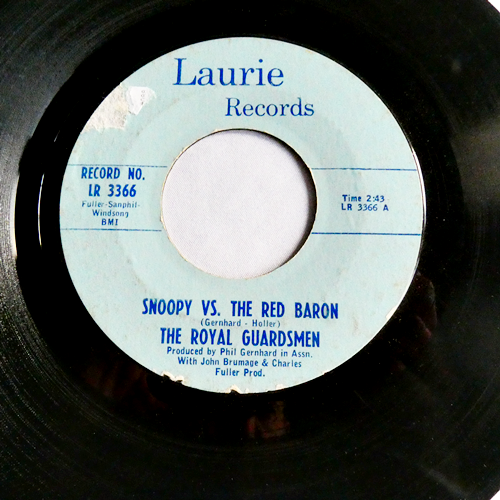 Laurie
Records
RECORD NO.
LR 3366
Fuller-Sanphil-
Windsong
BMI
Time 2:43
LR 3366 A
SNOOPY VS. THE RED BARON
(Gernhard - Holler)
THE ROYAL GUARDSMEN
Produced by Phil Gernhard in Assn.
With John Brumage & Charles
Fuller Prod.